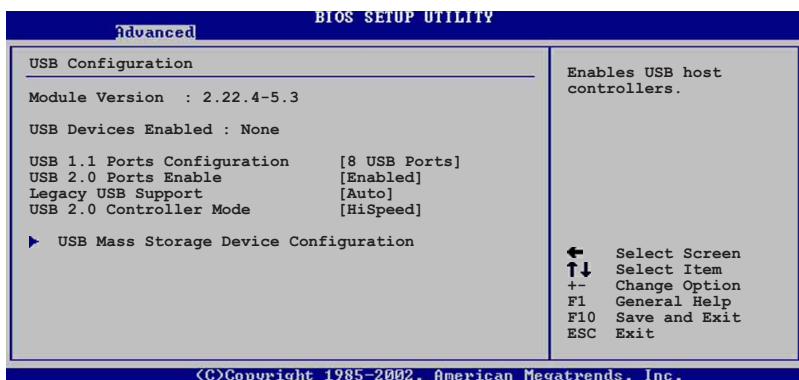 BIOS SETUP UTILITY
Advanced
USB Configuration
Module Version : 2.22.4-5.3
USB Devices Enabled : None
USB 1.1 Ports Configuration [8 USB Ports]
USB 2.0 Ports Enable [Enabled]
Legacy USB Support [Auto]
USB 2.0 Controller Mode [HiSpeed]
USB Mass Storage Device Configuration
Enables USB host
controllers.
Select Screen
Select Item
+- Change Option
F1 General Help
F10 Save and Exit
ESC Exit
(C)Copyright 1985-2002, American Megatrends, Inc.